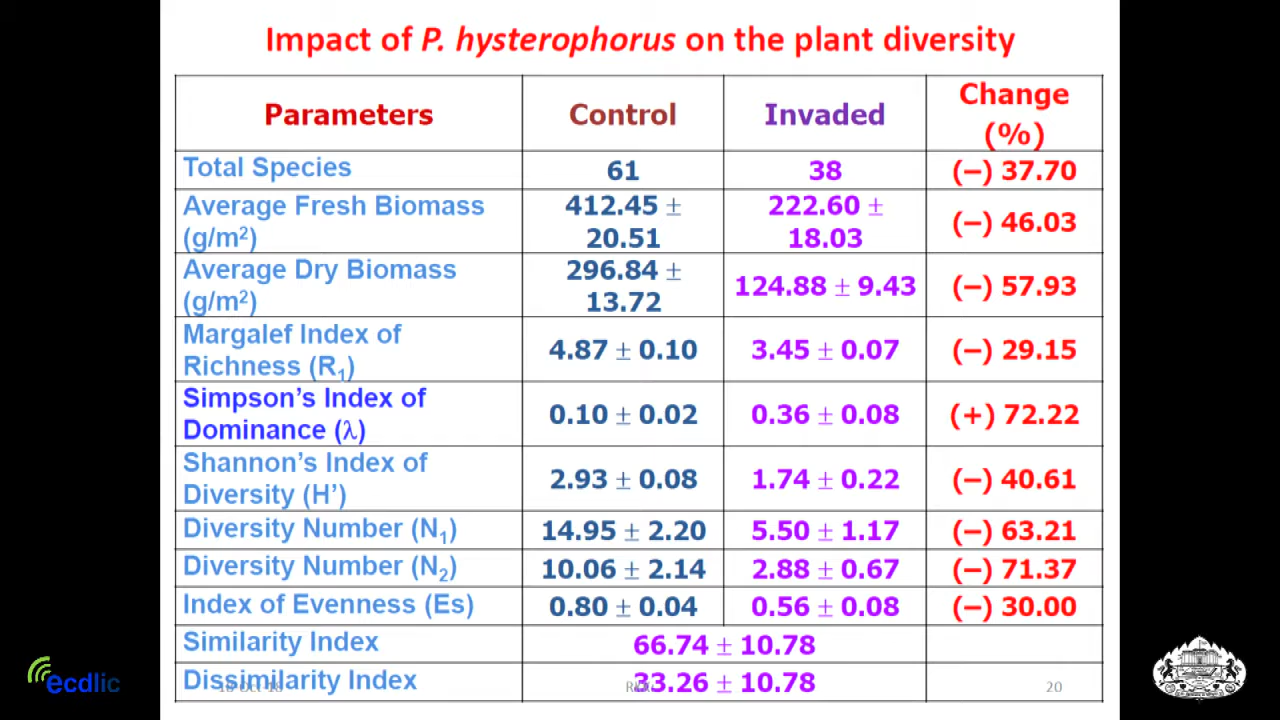 Impact of P. hysterophorus on the plant diversity
Parameters Control Invaded Change (%)
Total Species 61 38 (−) 37.70
Average Fresh Biomass (g/m²) 412.45 ± 20.51 222.60 ± 18.03 (−) 46.03
Average Dry Biomass (g/m²) 296.84 ± 13.72 124.88 ± 9.43 (−) 57.93
Margalef Index of Richness (R₁) 4.87 ± 0.10 3.45 ± 0.07 (−) 29.15
Simpson's Index of Dominance (λ) 0.10 ± 0.02 0.36 ± 0.08 (+) 72.22
Shannon's Index of Diversity (H’) 2.93 ± 0.08 1.74 ± 0.22 (−) 40.61
Diversity Number (N₁) 14.95 ± 2.20 5.50 ± 1.17 (−) 63.21
Diversity Number (N₂) 10.06 ± 2.14 2.88 ± 0.67 (−) 71.37
Index of Evenness (Es) 0.80 ± 0.04 0.56 ± 0.08 (−) 30.00
Similarity Index 66.74 ± 10.78
Dissimilarity Index 33.26 ± 10.78
20
ecdlic